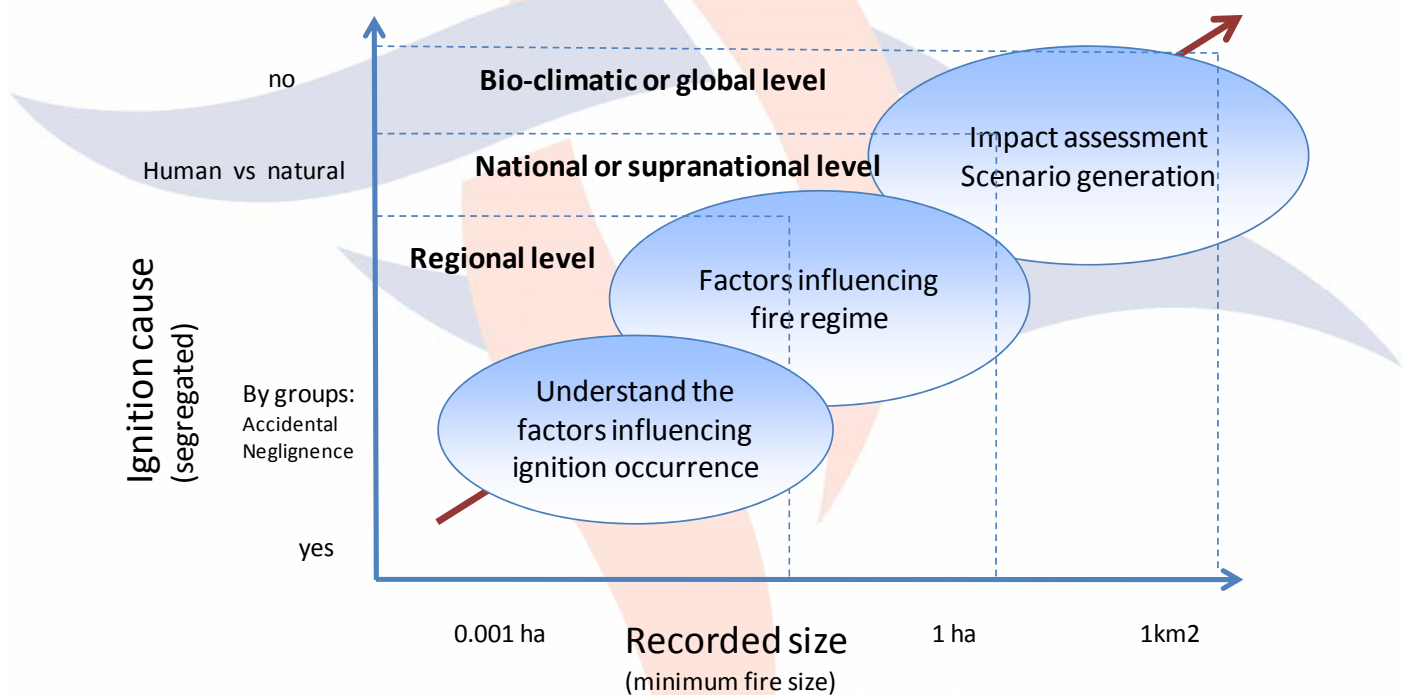 no
Bio-climatic or global level
Impact assessment
Scenario generation
Human vs natural
National or supranational level
Regional level
Factors influencing
fire regime
Ignition cause
(segregated)
By groups:
Accidental
Neglignence
Understand the
factors influencing
ignition occurrence
yes
0.001 ha
Recorded size
(minimum fire size)
1 ha
1km2